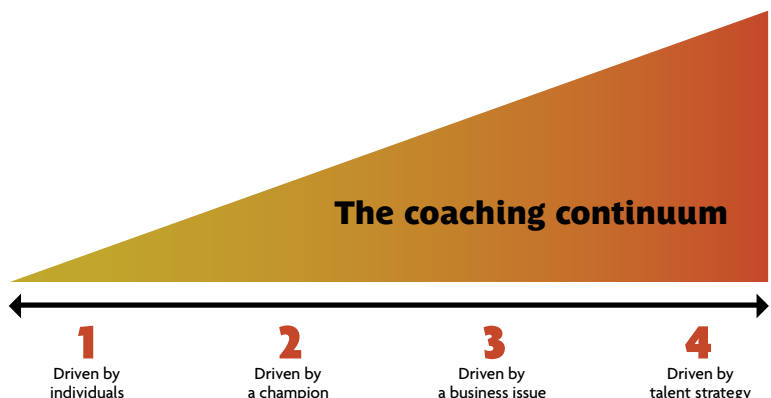 The coaching continuum
1 2 3 4
Driven by Driven by Driven by Driven by
individuals a champion a business issue talent strategy